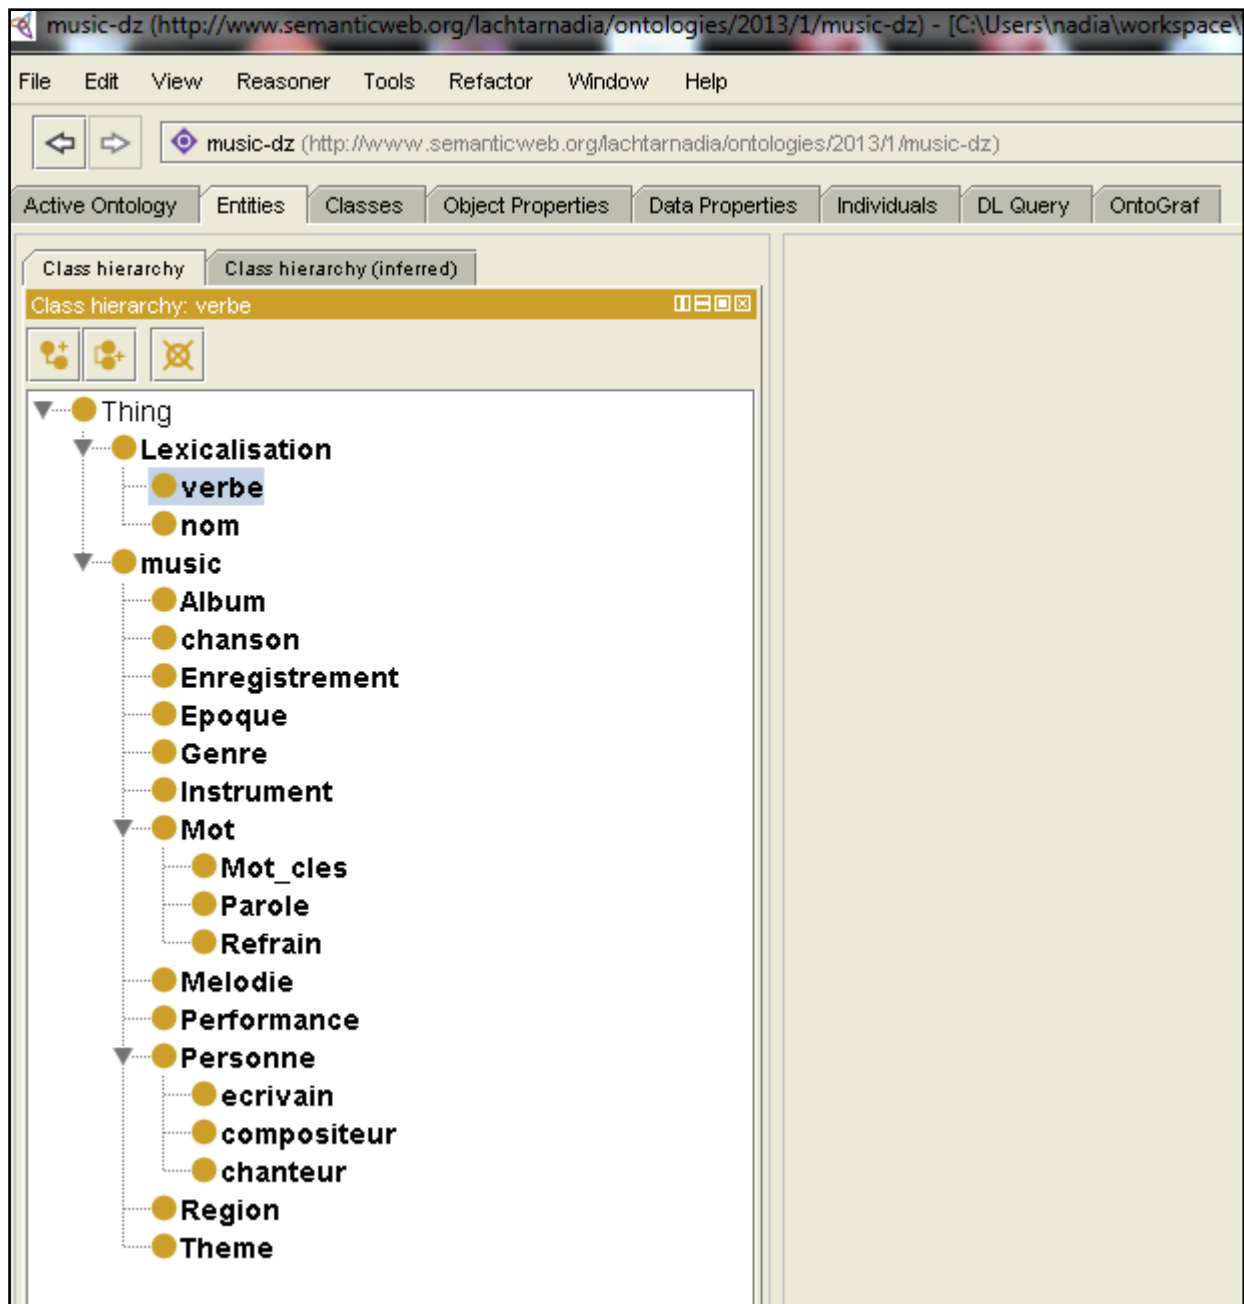 music-dz (http://www.semanticweb.org/lachtarnadia/ontologies/2013/1/music-dz) - [C:\Users\nadia\workspace\
File Edit View Reasoner Tools Refactor Window Help
music-dz (http://www.semanticweb.org/lachtarnadia/ontologies/2013/1/music-dz)
Active Ontology Entities Classes Object Properties Data Properties Individuals DL Query OntoGraf
Class hierarchy Class hierarchy (inferred)
Class hierarchy: verbe
Thing
Lexicalisation
verbe
nom
music
Album
chanson
Enregistrement
Epoque
Genre
Instrument
Mot
Mot_cles
Parole
Refrain
Melodie
Performance
Personne
ecrivain
compositeur
chanteur
Region
Theme